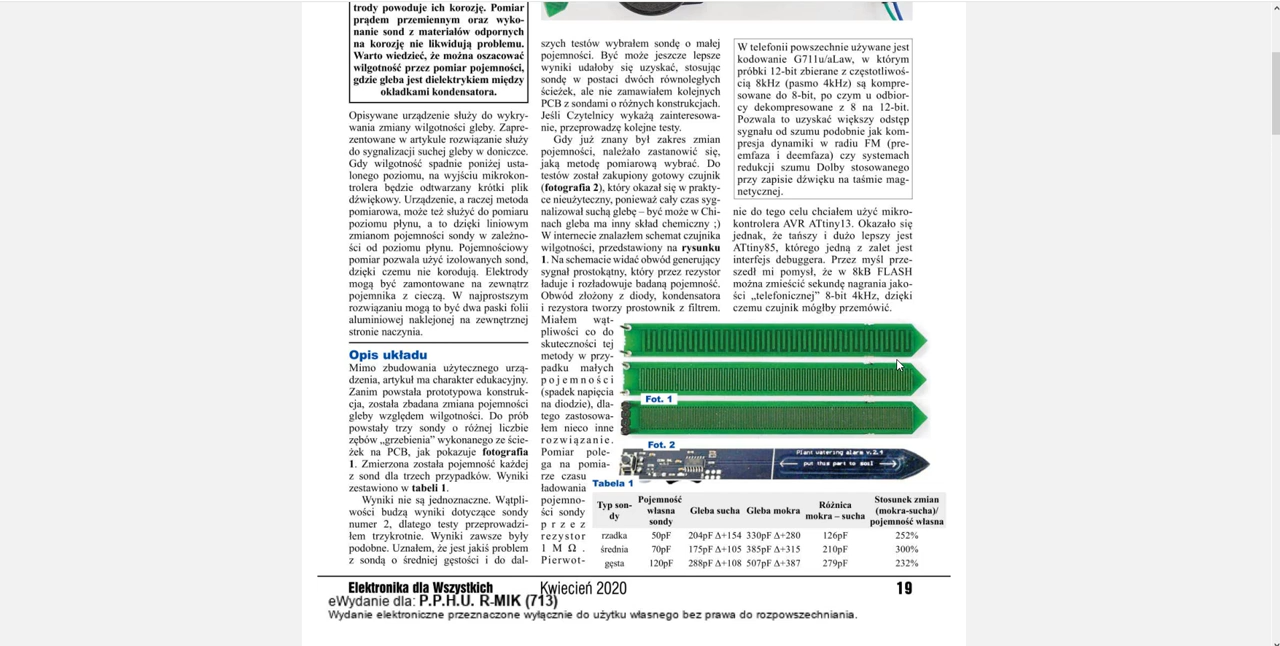 trody powoduje ich korozję. Pomiar
prądem przemiennym oraz wyko-
nanie sond z materiałów odpornych
na korozję nie likwidują problemu.
Warto wiedzieć, że można oszacować
wilgotność przez pomiar pojemności,
gdzie gleba jest dielektrykiem między
okładkami kondensatora.
Opisywane urządzenie służy do wykry-
wania zmiany wilgotności gleby. Zapre-
zentowane w artykule rozwiązanie służy
do sygnalizacji suchej gleby w doniczce.
Gdy wilgotność spadnie poniżej usta-
lonego poziomu, na wyjściu mikrokon-
trolera będzie odtwarzany krótki plik
dźwiękowy. Urządzenie, a raczej metoda
pomiarowa, może też służyć do pomiaru
poziomu płynu, a to dzięki liniowym
zmianom pojemności sondy w zależno-
ści od poziomu płynu. Pojemnościowy
pomiar pozwala użyć izolowanych sond,
dzięki czemu nie korodują. Elektrody
mogą być zamontowane na zewnątrz
pojemnika z cieczą. W najprostszym
rozwiązaniu mogą to być dwa paski folii
aluminiowej naklejonej na zewnętrznej
stronie naczynia.
Opis układu
Mimo zbudowania użytecznego urzą-
dzenia, artykuł ma charakter edukacyjny.
Zanim powstała prototypowa konstruk-
cja, została zbadana zmiana pojemności
gleby względem wilgotności. Do prób
powstały trzy sondy o różnej liczbie
zębów „grzebienia” wykonanego ze ście-
żek na PCB, jak pokazuje fotografia
1. Zmierzona została pojemność każdej
z sond dla trzech przypadków. Wyniki
zestawiono w tabeli 1.
Wyniki nie są jednoznaczne. Wątpli-
wości budzą wyniki dotyczące sondy
numer 2, dlatego testy przeprowadzi-
łem trzykrotnie. Wyniki zawsze były
podobne. Uznałem, że jest jakiś problem
z sondą o średniej gęstości i do dal-
szych testów wybrałem sondę o małej
pojemności. Być może jeszcze lepsze
wyniki udałoby się uzyskać, stosując
sondę w postaci dwóch równoległych
ścieżek, ale nie zamawiałem kolejnych
PCB z sondami o różnych konstrukcjach.
Jeśli Czytelnicy wykażą zainteresowa-
nie, przeprowadzę kolejne testy.
Gdy już znany był zakres zmian
pojemności, należało zastanowić się,
jaką metodę pomiarową wybrać. Do
testów został zakupiony gotowy czujnik
(fotografia 2), który okazał się w prakty-
ce nieużyteczny, ponieważ cały czas syg-
nalizował suchą glebę – być może w Chi-
nach gleba ma inny skład chemiczny ;)
W internecie znalazłem schemat czujnika
wilgotności, przedstawiony na rysunku
1. Na schemacie widać obwód generujący
sygnał prostokątny, który przez rezystor
ładuje i rozładowuje badaną pojemność.
Obwód złożony z diody, kondensatora
i rezystora tworzy prostownik z filtrem.
Miałem wąt-
pliwości co do
skuteczności tej
metody w przy-
padku małych
pojemności
(spadek napięcia
na diodzie), dla-
tego zastosowa-
łem nieco inne
rozwiązanie.
Pomiar pole-
ga na pomia-
rze czasu
ładowania
pojemno-
ści sondy
przez
rezystor
1 MΩ.
Pierwot-
W telefonii powszechnie używane jest
kodowanie G711u/aLaw, w którym
próbki 12-bit zbierane z częstotliwoś-
cią 8kHz (pasmo 4kHz) są kompre-
sowane do 8-bit, po czym u odbior-
cy dekompresowane z 8 na 12-bit.
Pozwala to uzyskać większy odstęp
sygnału od szumu podobnie jak kom-
presja dynamiki w radiu FM (pre-
emfaza i deemfaza) czy systemach
redukcji szumu Dolby stosowanego
przy zapisie dźwięku na taśmie mag-
netycznej.
nie do tego celu chciałem użyć mikro-
kontrolera AVR ATtiny13. Okazało się
jednak, że tańszy i dużo lepszy jest
ATtiny85, którego jedną z zalet jest
interfejs debuggera. Przez myśl prze-
szedł mi pomysł, że w 8kB FLASH
można zmieścić sekundę nagrania jako-
ści „telefonicznej” 8-bit 4kHz, dzięki
czemu czujnik mógłby przemówić.
Fot. 1
Fot. 2
Plant watering alarm v.2.4
put this part to soil
Tabela 1
Typ son-dy Pojemność własna sondy Gleba sucha Gleba mokra Różnica mokra – sucha Stosunek zmian (mokra-sucha)/ pojemność własna
rzadka 50pF 204pF Δ+154 330pF Δ+280 126pF 252%
średnia 70pF 175pF Δ+105 385pF Δ+315 210pF 300%
gęsta 120pF 288pF Δ+108 507pF Δ+387 279pF 232%
Elektronika dla Wszystkich Kwiecień 2020 19
eWydanie dla: P.P.H.U. R-MIK (713)
Wydanie elektroniczne przeznaczone wyłącznie do użytku własnego bez prawa do rozpowszechniania.